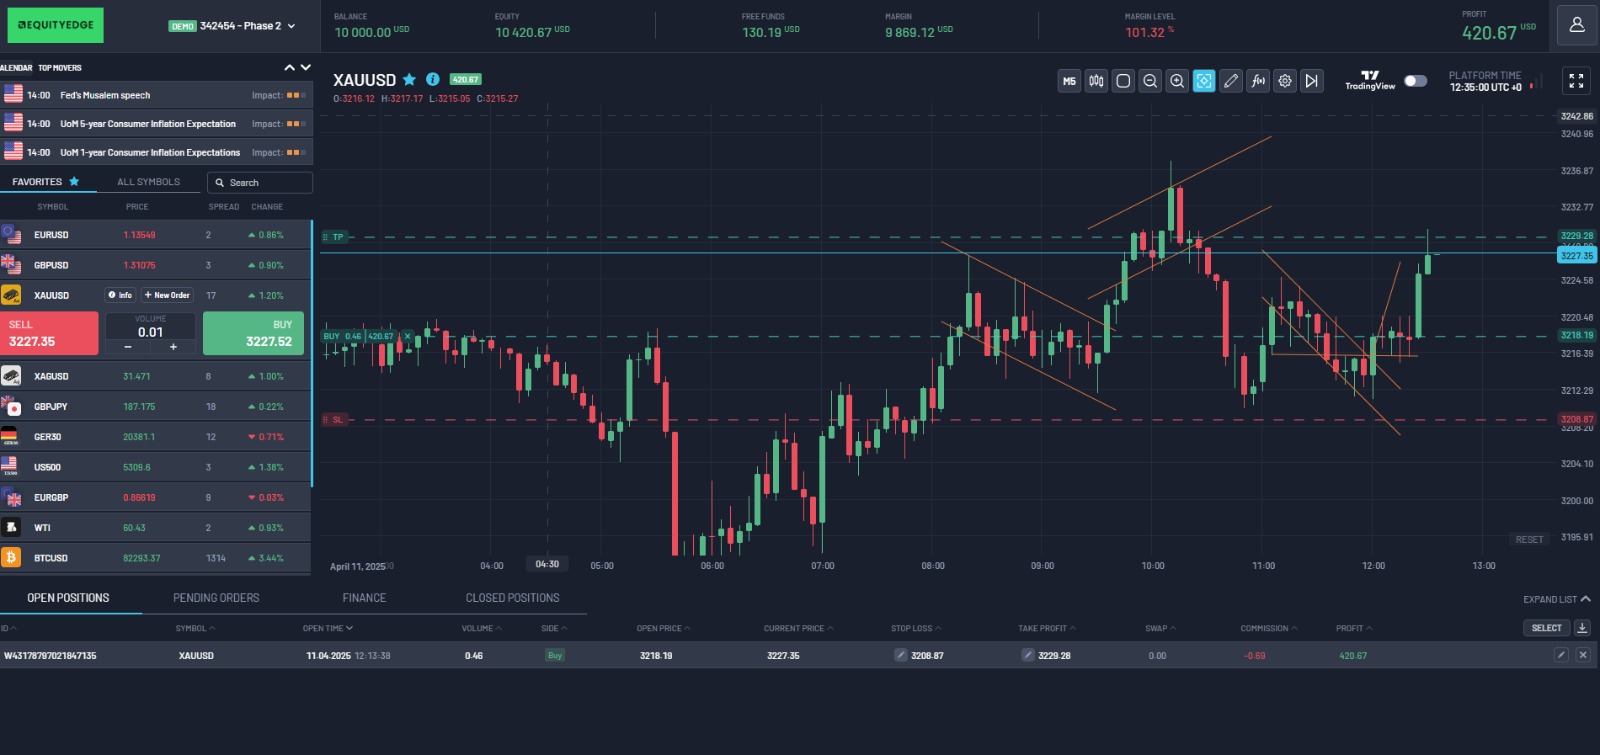 EQUITYEDGE
DEMO 342454 - Phase 2
BALANCE
10 000.00 USD
EQUITY
10 420.67 USD
FREE FUNDS
130.19 USD
MARGIN
9 869.12 USD
MARGIN LEVEL
101.32 %
PROFIT
420.67 USD
ALENDAR TOP MOVERS
14:00 Fed's Musalem speech Impact:
14:00 UoM 5-year Consumer Inflation Expectation Impact:
14:00 UoM 1-year Consumer Inflation Expectations Impact:
FAVORITES ALL SYMBOLS Search
SYMBOL PRICE SPREAD CHANGE
EURUSD 1.13549 2 0.86%
GBPUSD 1.31075 3 0.90%
XAUUSD Info + New Order 17 1.20%
SELL
3227.35
VOLUME
0.01
− +
BUY
3227.52
XAGUSD 31.471 8 1.00%
GBPJPY 187.175 18 0.22%
GER30 20381.1 12 0.71%
US500 5309.6 3 1.38%
EURGBP 0.86619 9 0.03%
WTI 60.43 2 0.93%
BTCUSD 82293.37 1314 3.44%
XAUUSD 420.67
O:3216.12 H:3217.17 L:3215.05 C:3215.27
M5
TradingView
PLATFORM TIME
12:35:00 UTC +0
TP
BUY 0.46 420.67 X
SL
3242.86
3240.96
3236.87
3232.77
3229.28
3227.35
3224.58
3220.48
3218.19
3216.39
3212.29
3208.87
3208.20
3204.10
3200.00
3195.91
RESET
April 11, 2025 04:00 04:30 05:00 06:00 07:00 08:00 09:00 10:00 11:00 12:00 13:00
OPEN POSITIONS PENDING ORDERS FINANCE CLOSED POSITIONS EXPAND LIST
ID SYMBOL OPEN TIME VOLUME SIDE OPEN PRICE CURRENT PRICE STOP LOSS TAKE PROFIT SWAP COMMISSION PROFIT SELECT
W43178797021847135 XAUUSD 11.04.2025 12:13:38 0.46 Buy 3218.19 3227.35 3208.87 3229.28 0.00 -0.69 420.67